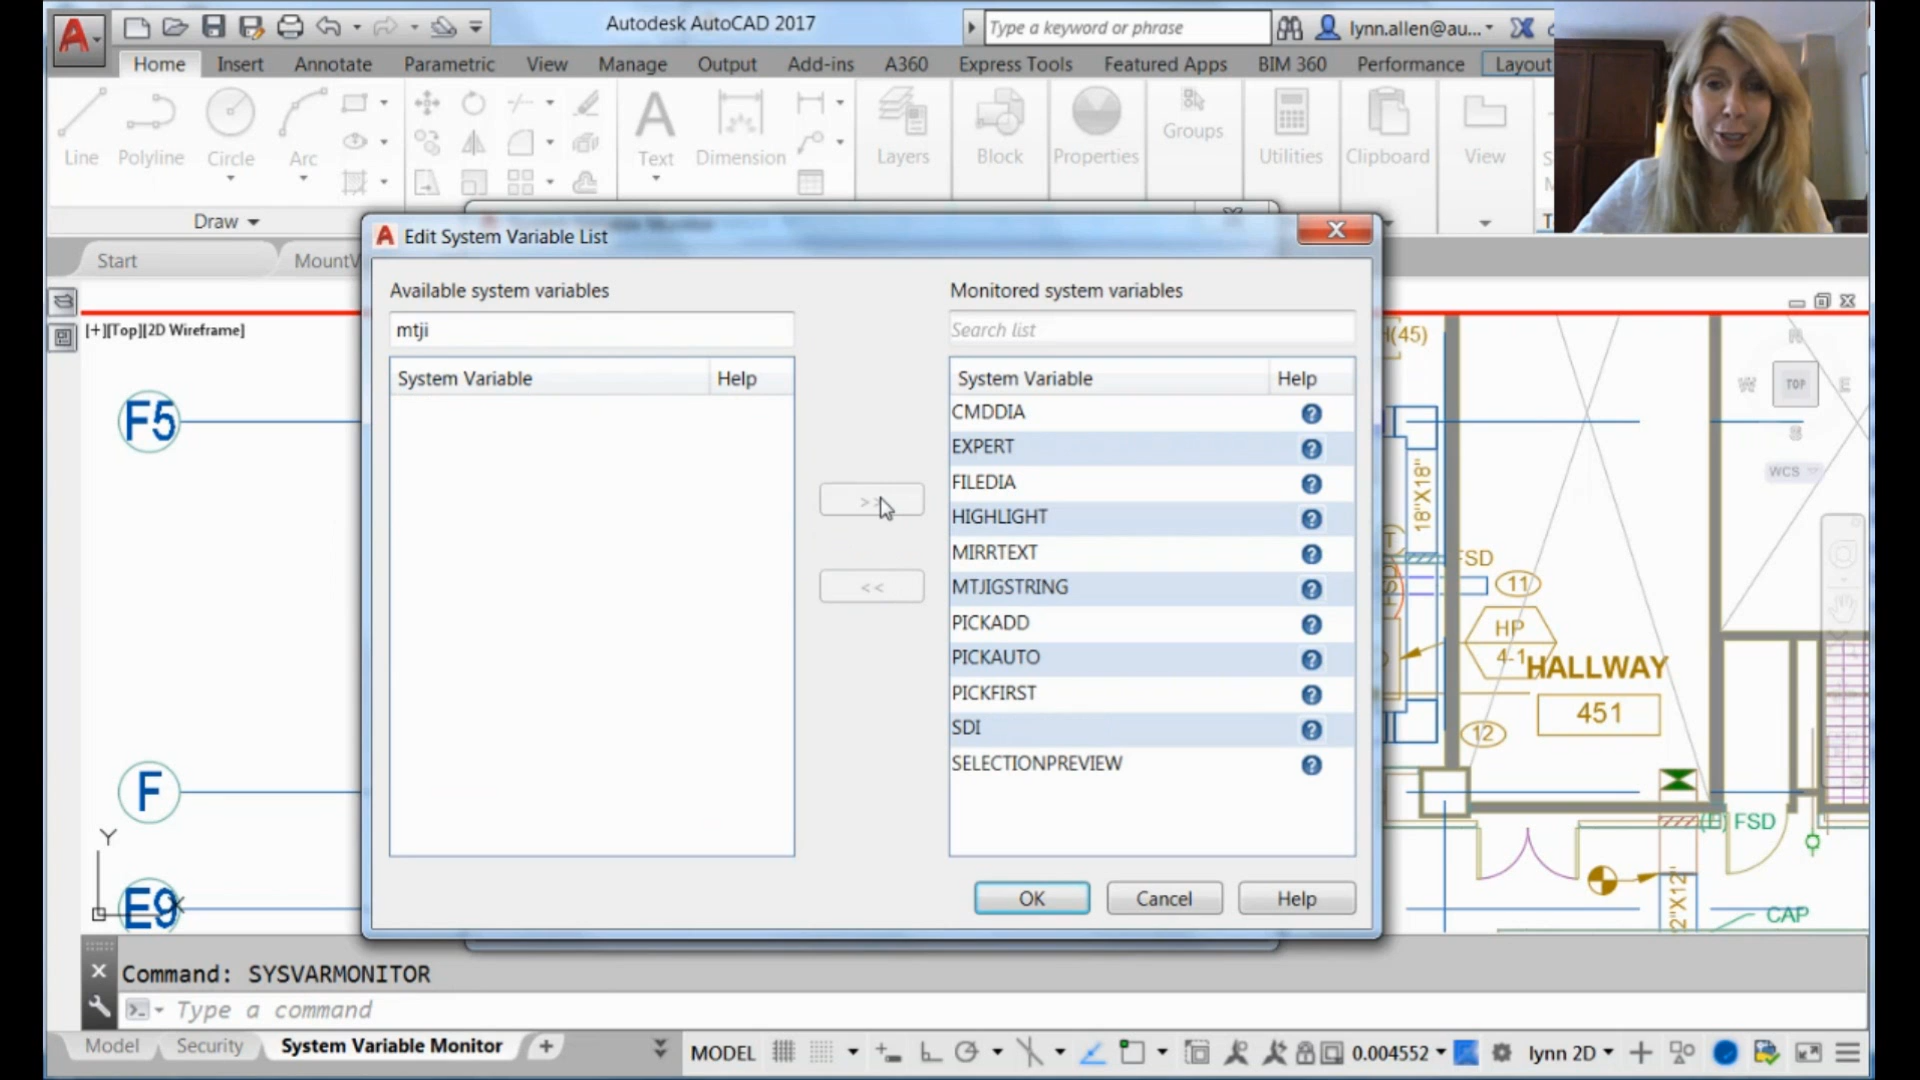 Autodesk AutoCAD 2017
Type a keyword or phrase
lynn.allen@au...
Home Insert Annotate Parametric View Manage Output Add-ins A360 Express Tools Featured Apps BIM 360 Performance Layout
Line Polyline Circle Arc Text Dimension Layers Block Properties Groups Utilities Clipboard View
Draw
Start MountV
[+][Top][2D Wireframe]
Edit System Variable List
Available system variables
mtji
System Variable Help
Monitored system variables
Search list
System Variable Help
CMDDIA
EXPERT
FILEDIA
HIGHLIGHT
MIRRTEXT
MTJIGSTRING
PICKADD
PICKAUTO
PICKFIRST
SDI
SELECTIONPREVIEW
>>
<<
OK Cancel Help
F5
F
E9
Y
X
(45)
18"X18"
FSD
FSD
11
HP
4-1
HALLWAY
451
12
(E) FSD
2"X12"
CAP
W TOP E
S
WCS
Command: SYSVARMONITOR
Type a command
Model Security System Variable Monitor +
MODEL 0.004552 lynn 2D